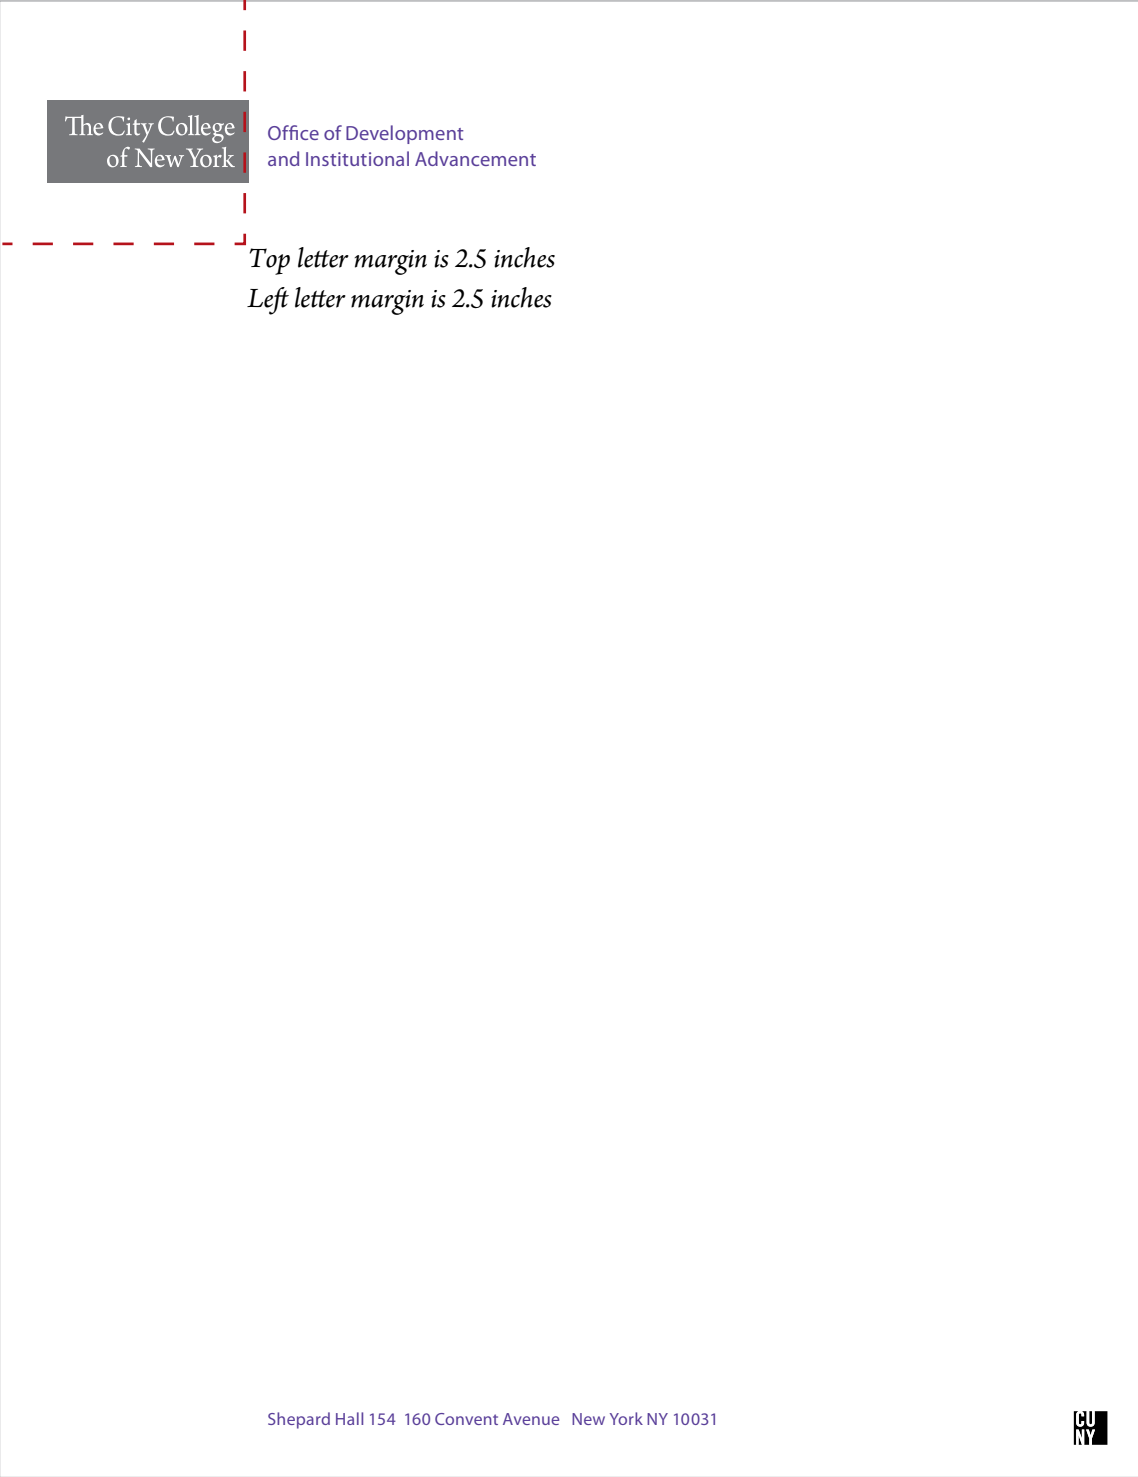 The City College
of New York
Office of Development
and Institutional Advancement
Top letter margin is 2.5 inches
Left letter margin is 2.5 inches
Shepard Hall 154 160 Convent Avenue New York NY 10031
CU
NY